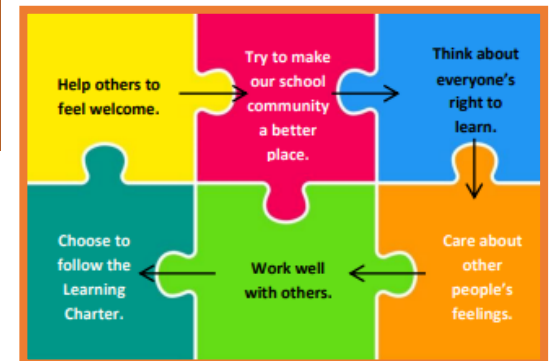 Help others to
feel welcome.
Try to make
our school
community
a better
place.
Think about
everyone's
right to
learn.
Care about
other
people's
feelings.
Work well
with others.
Choose to
follow the
Learning
Charter.